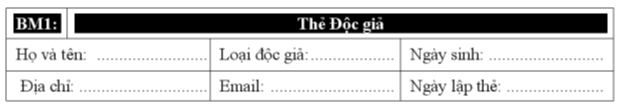 BM1: Thẻ Độc giả
Họ và tên: ........................... Loại độc giả:.................... Ngày sinh: ...........................
Địa chỉ: ............................... Email: ............................... Ngày lập thẻ: .......................